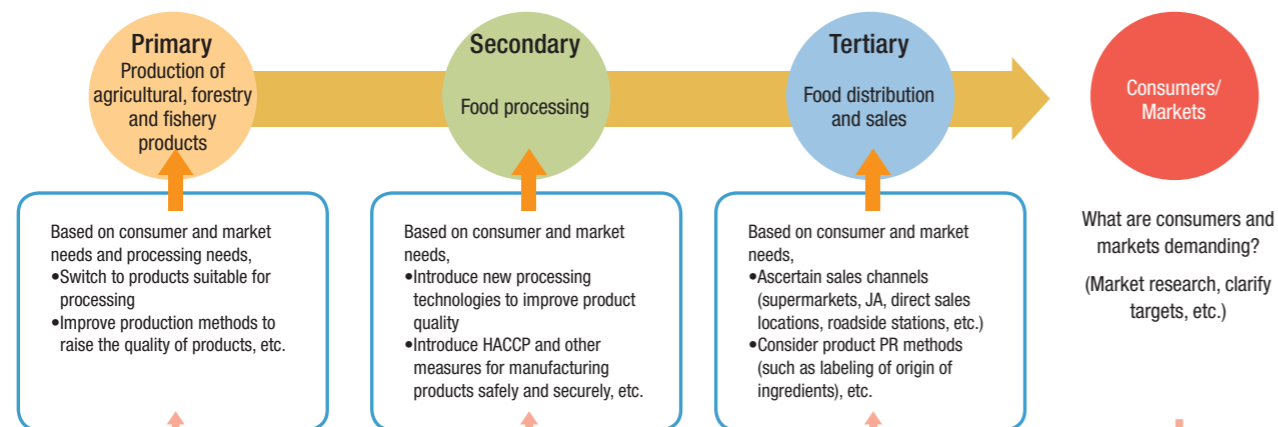 Primary
Production of
agricultural, forestry
and fishery
products
Secondary
Food processing
Tertiary
Food distribution
and sales
Consumers/
Markets
Based on consumer and market
needs and processing needs,
•Switch to products suitable for
processing
•Improve production methods to
raise the quality of products, etc.
Based on consumer and market
needs,
•Introduce new processing
technologies to improve product
quality
•Introduce HACCP and other
measures for manufacturing
products safely and securely, etc.
Based on consumer and market
needs,
•Ascertain sales channels
(supermarkets, JA, direct sales
locations, roadside stations, etc.)
•Consider product PR methods
(such as labeling of origin of
ingredients), etc.
What are consumers and
markets demanding?
(Market research, clarify
targets, etc.)